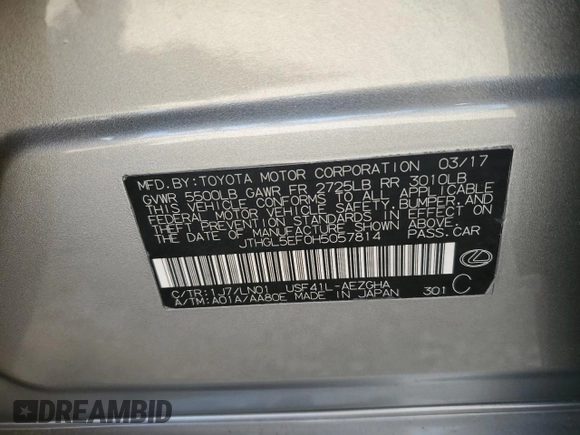 MFD.BY:TOYOTA MOTOR CORPORATION 03/17
GVWR 5500LB GAWR FR 2725LB RR 3010LB
THIS VEHICLE CONFORMS TO ALL APPLICABLE
FEDERAL MOTOR VEHICLE SAFETY,BUMPER,AND
THEFT PREVENTION STANDARDS IN EFFECT ON
THE DATE OF MANUFACTURE SHOWN ABOVE.
JTHGL5EF0H5057814 PASS.CAR
C/TR:1J7/LN01 USF41L-AEZGHA
A/TM:A01A/AA80E MADE IN JAPAN 301 C
DREAMBID